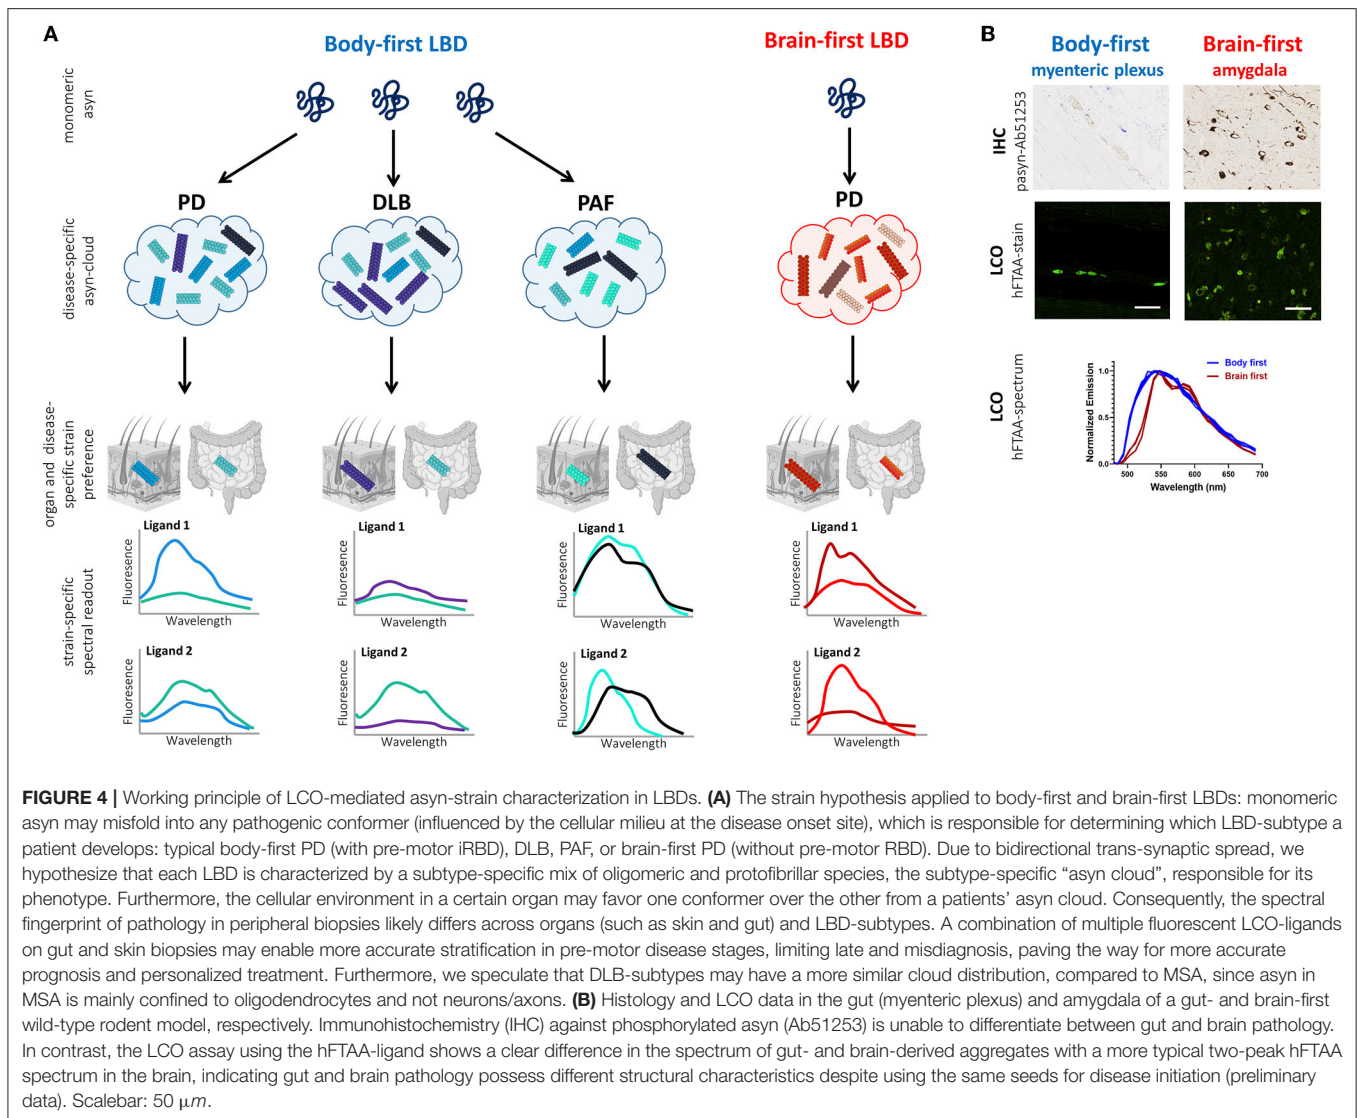 A
Body-first LBD
Brain-first LBD
monomeric
asyn
PD
DLB
PAF
PD
disease-specific
asyn-cloud
organ and disease-
specific strain
preference
strain-specific
spectral readout
Ligand 1
Fluoresence
Wavelength
Ligand 1
Fluoresence
Wavelength
Ligand 1
Fluoresence
Wavelength
Ligand 1
Fluoresence
Wavelength
Ligand 2
Fluoresence
Wavelength
Ligand 2
Fluoresence
Wavelength
Ligand 2
Fluoresence
Wavelength
Ligand 2
Fluoresence
Wavelength
B
Body-first
myenteric plexus
Brain-first
amygdala
IHC
pasyn-Ab51253
LCO
hFTAA-stain
LCO
hFTAA-spectrum
Normalized Emission
1.0
0.5
0.0
500
550
600
650
700
Wavelength (nm)
Body first
Brain first
FIGURE 4 | Working principle of LCO-mediated asyn-strain characterization in LBDs. (A) The strain hypothesis applied to body-first and brain-first LBDs: monomeric
asyn may misfold into any pathogenic conformer (influenced by the cellular milieu at the disease onset site), which is responsible for determining which LBD-subtype a
patient develops: typical body-first PD (with pre-motor iRBD), DLB, PAF, or brain-first PD (without pre-motor RBD). Due to bidirectional trans-synaptic spread, we
hypothesize that each LBD is characterized by a subtype-specific mix of oligomeric and protofibrillar species, the subtype-specific “asyn cloud”, responsible for its
phenotype. Furthermore, the cellular environment in a certain organ may favor one conformer over the other from a patients’ asyn cloud. Consequently, the spectral
fingerprint of pathology in peripheral biopsies likely differs across organs (such as skin and gut) and LBD-subtypes. A combination of multiple fluorescent LCO-ligands
on gut and skin biopsies may enable more accurate stratification in pre-motor disease stages, limiting late and misdiagnosis, paving the way for more accurate
prognosis and personalized treatment. Furthermore, we speculate that DLB-subtypes may have a more similar cloud distribution, compared to MSA, since asyn in
MSA is mainly confined to oligodendrocytes and not neurons/axons. (B) Histology and LCO data in the gut (myenteric plexus) and amygdala of a gut- and brain-first
wild-type rodent model, respectively. Immunohistochemistry (IHC) against phosphorylated asyn (Ab51253) is unable to differentiate between gut and brain pathology.
In contrast, the LCO assay using the hFTAA-ligand shows a clear difference in the spectrum of gut- and brain-derived aggregates with a more typical two-peak hFTAA
spectrum in the brain, indicating gut and brain pathology possess different structural characteristics despite using the same seeds for disease initiation (preliminary
data). Scalebar: 50 μm.